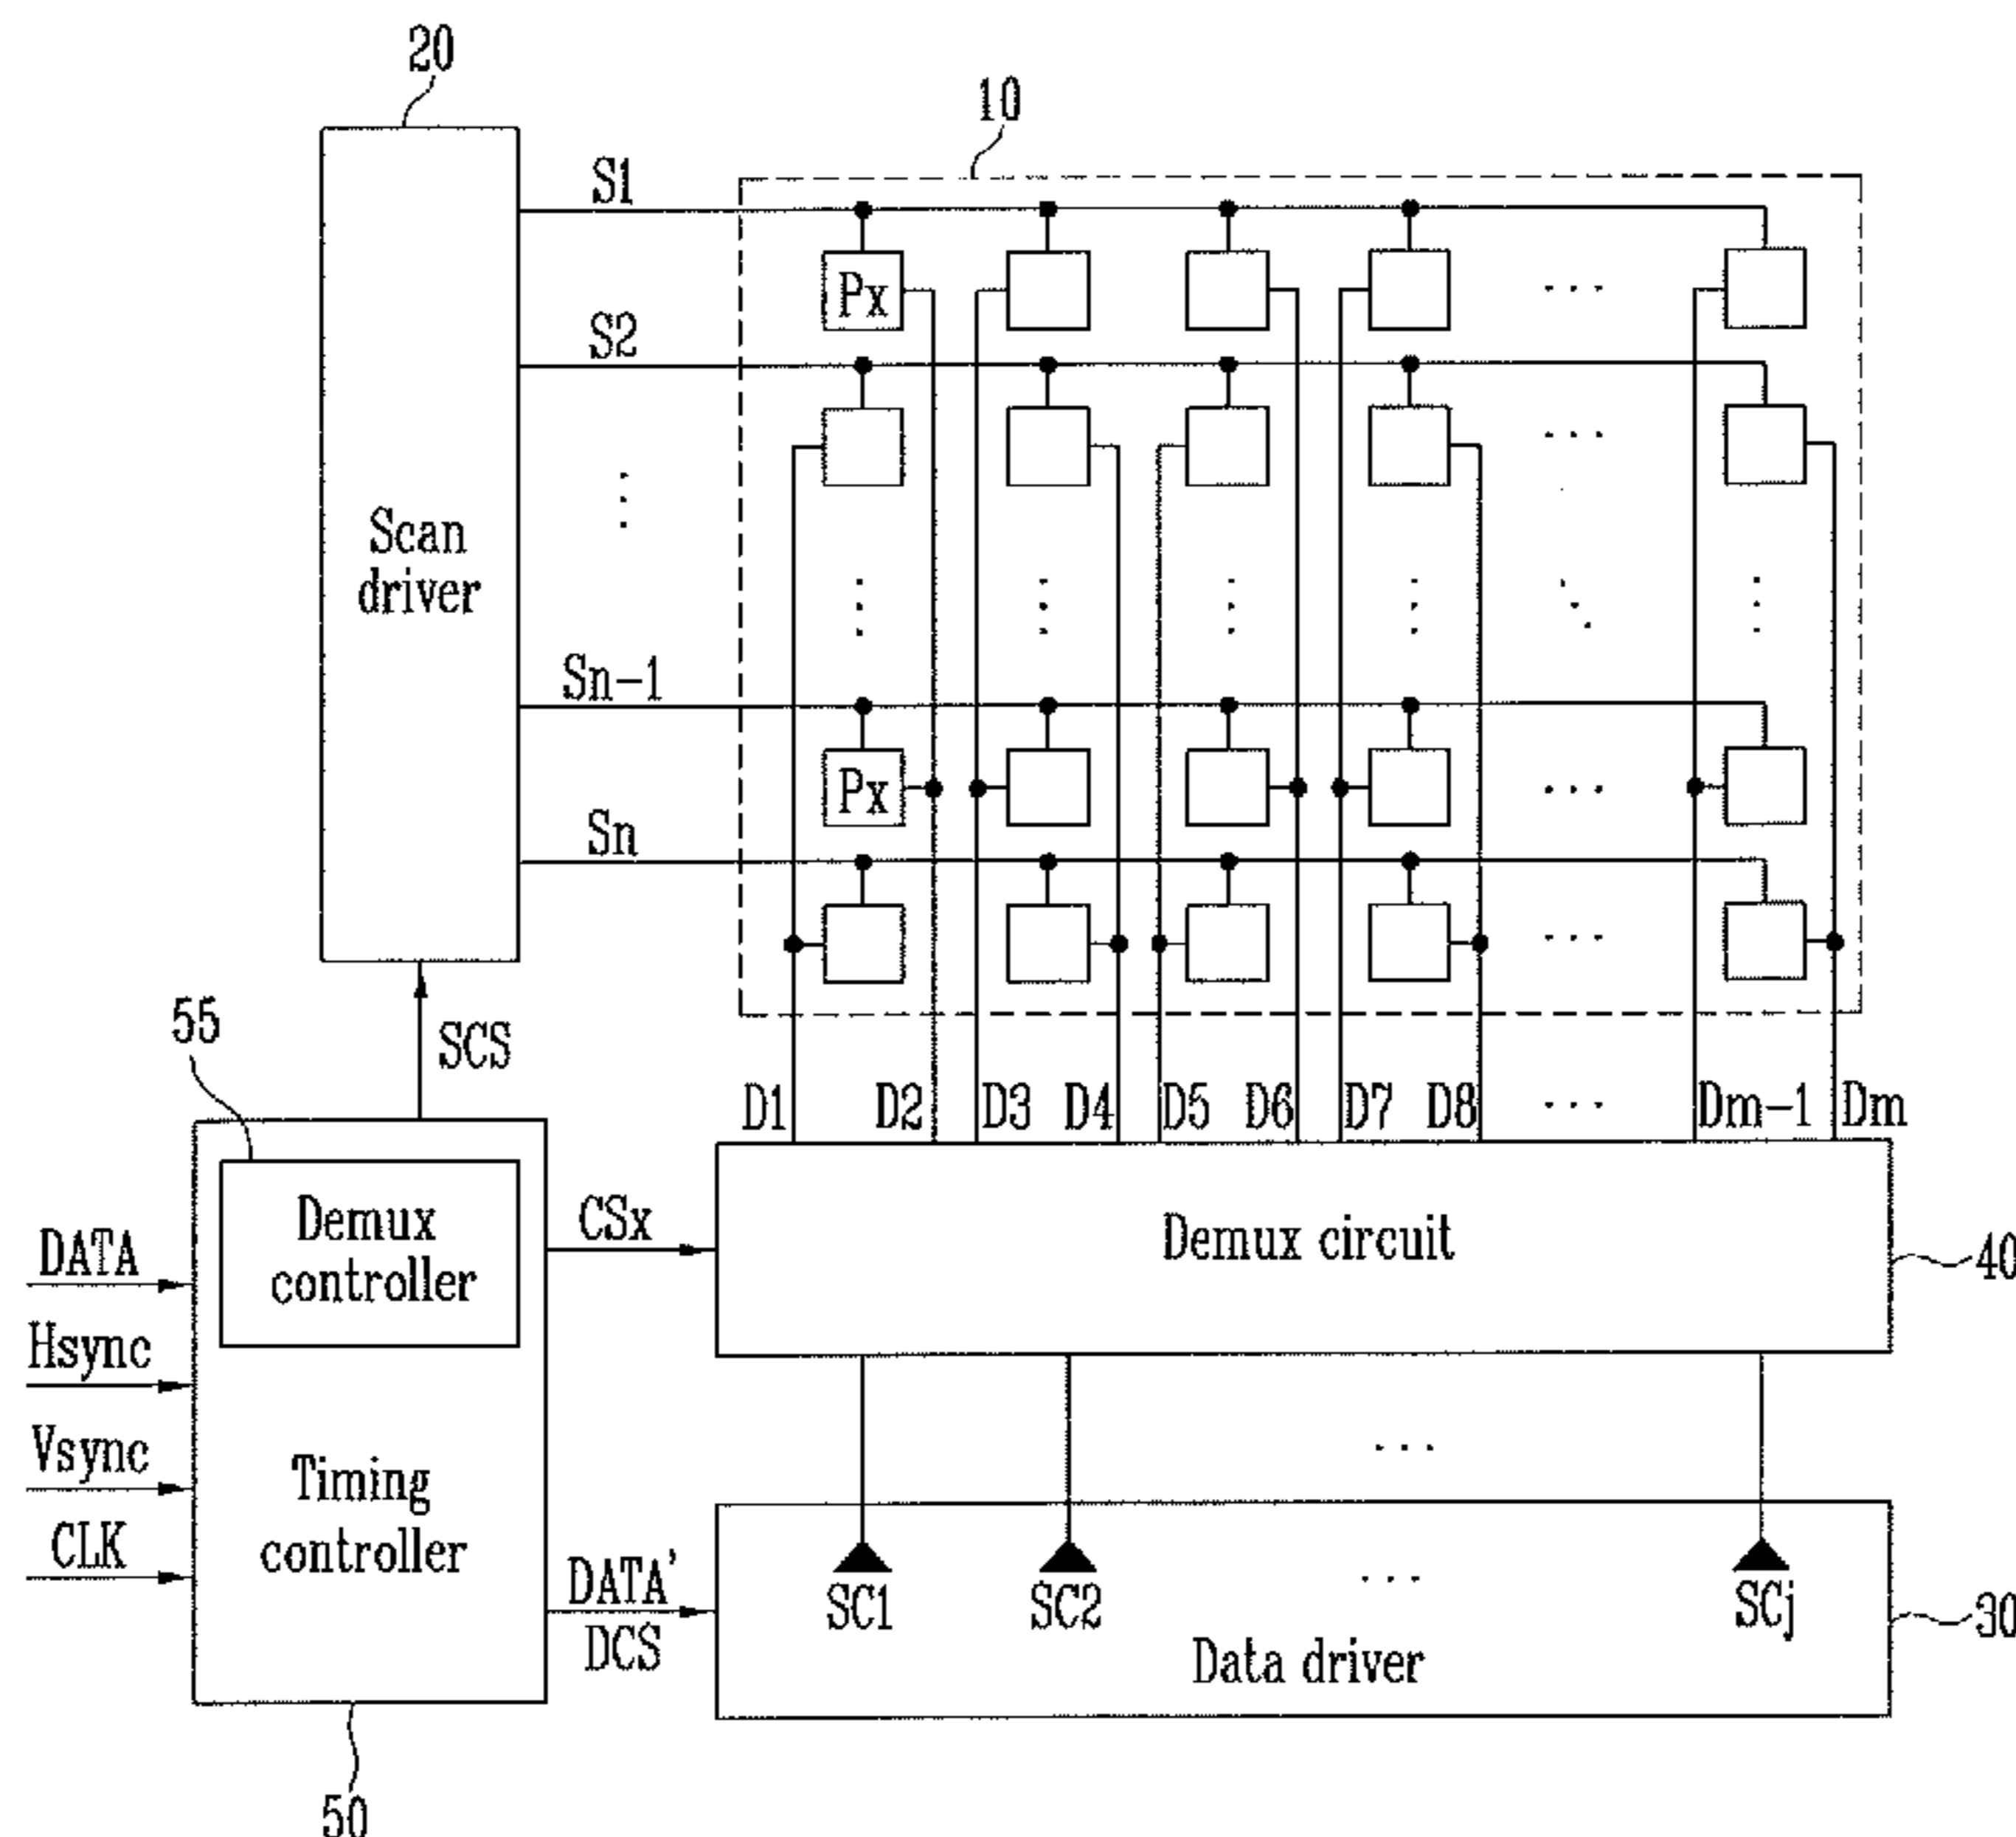 20
10
S1
Px
S2
Scan
driver
Sn-1
Px
Sn
55
SCS
D1 D2 D3 D4 D5 D6 D7 D8 ... Dm-1 Dm
Demux
controller
CSx
Demux circuit
40
DATA
Hsync
Vsync
CLK
Timing
controller
DATA'
DCS
SC1 SC2 ... SCj
Data driver
30
50